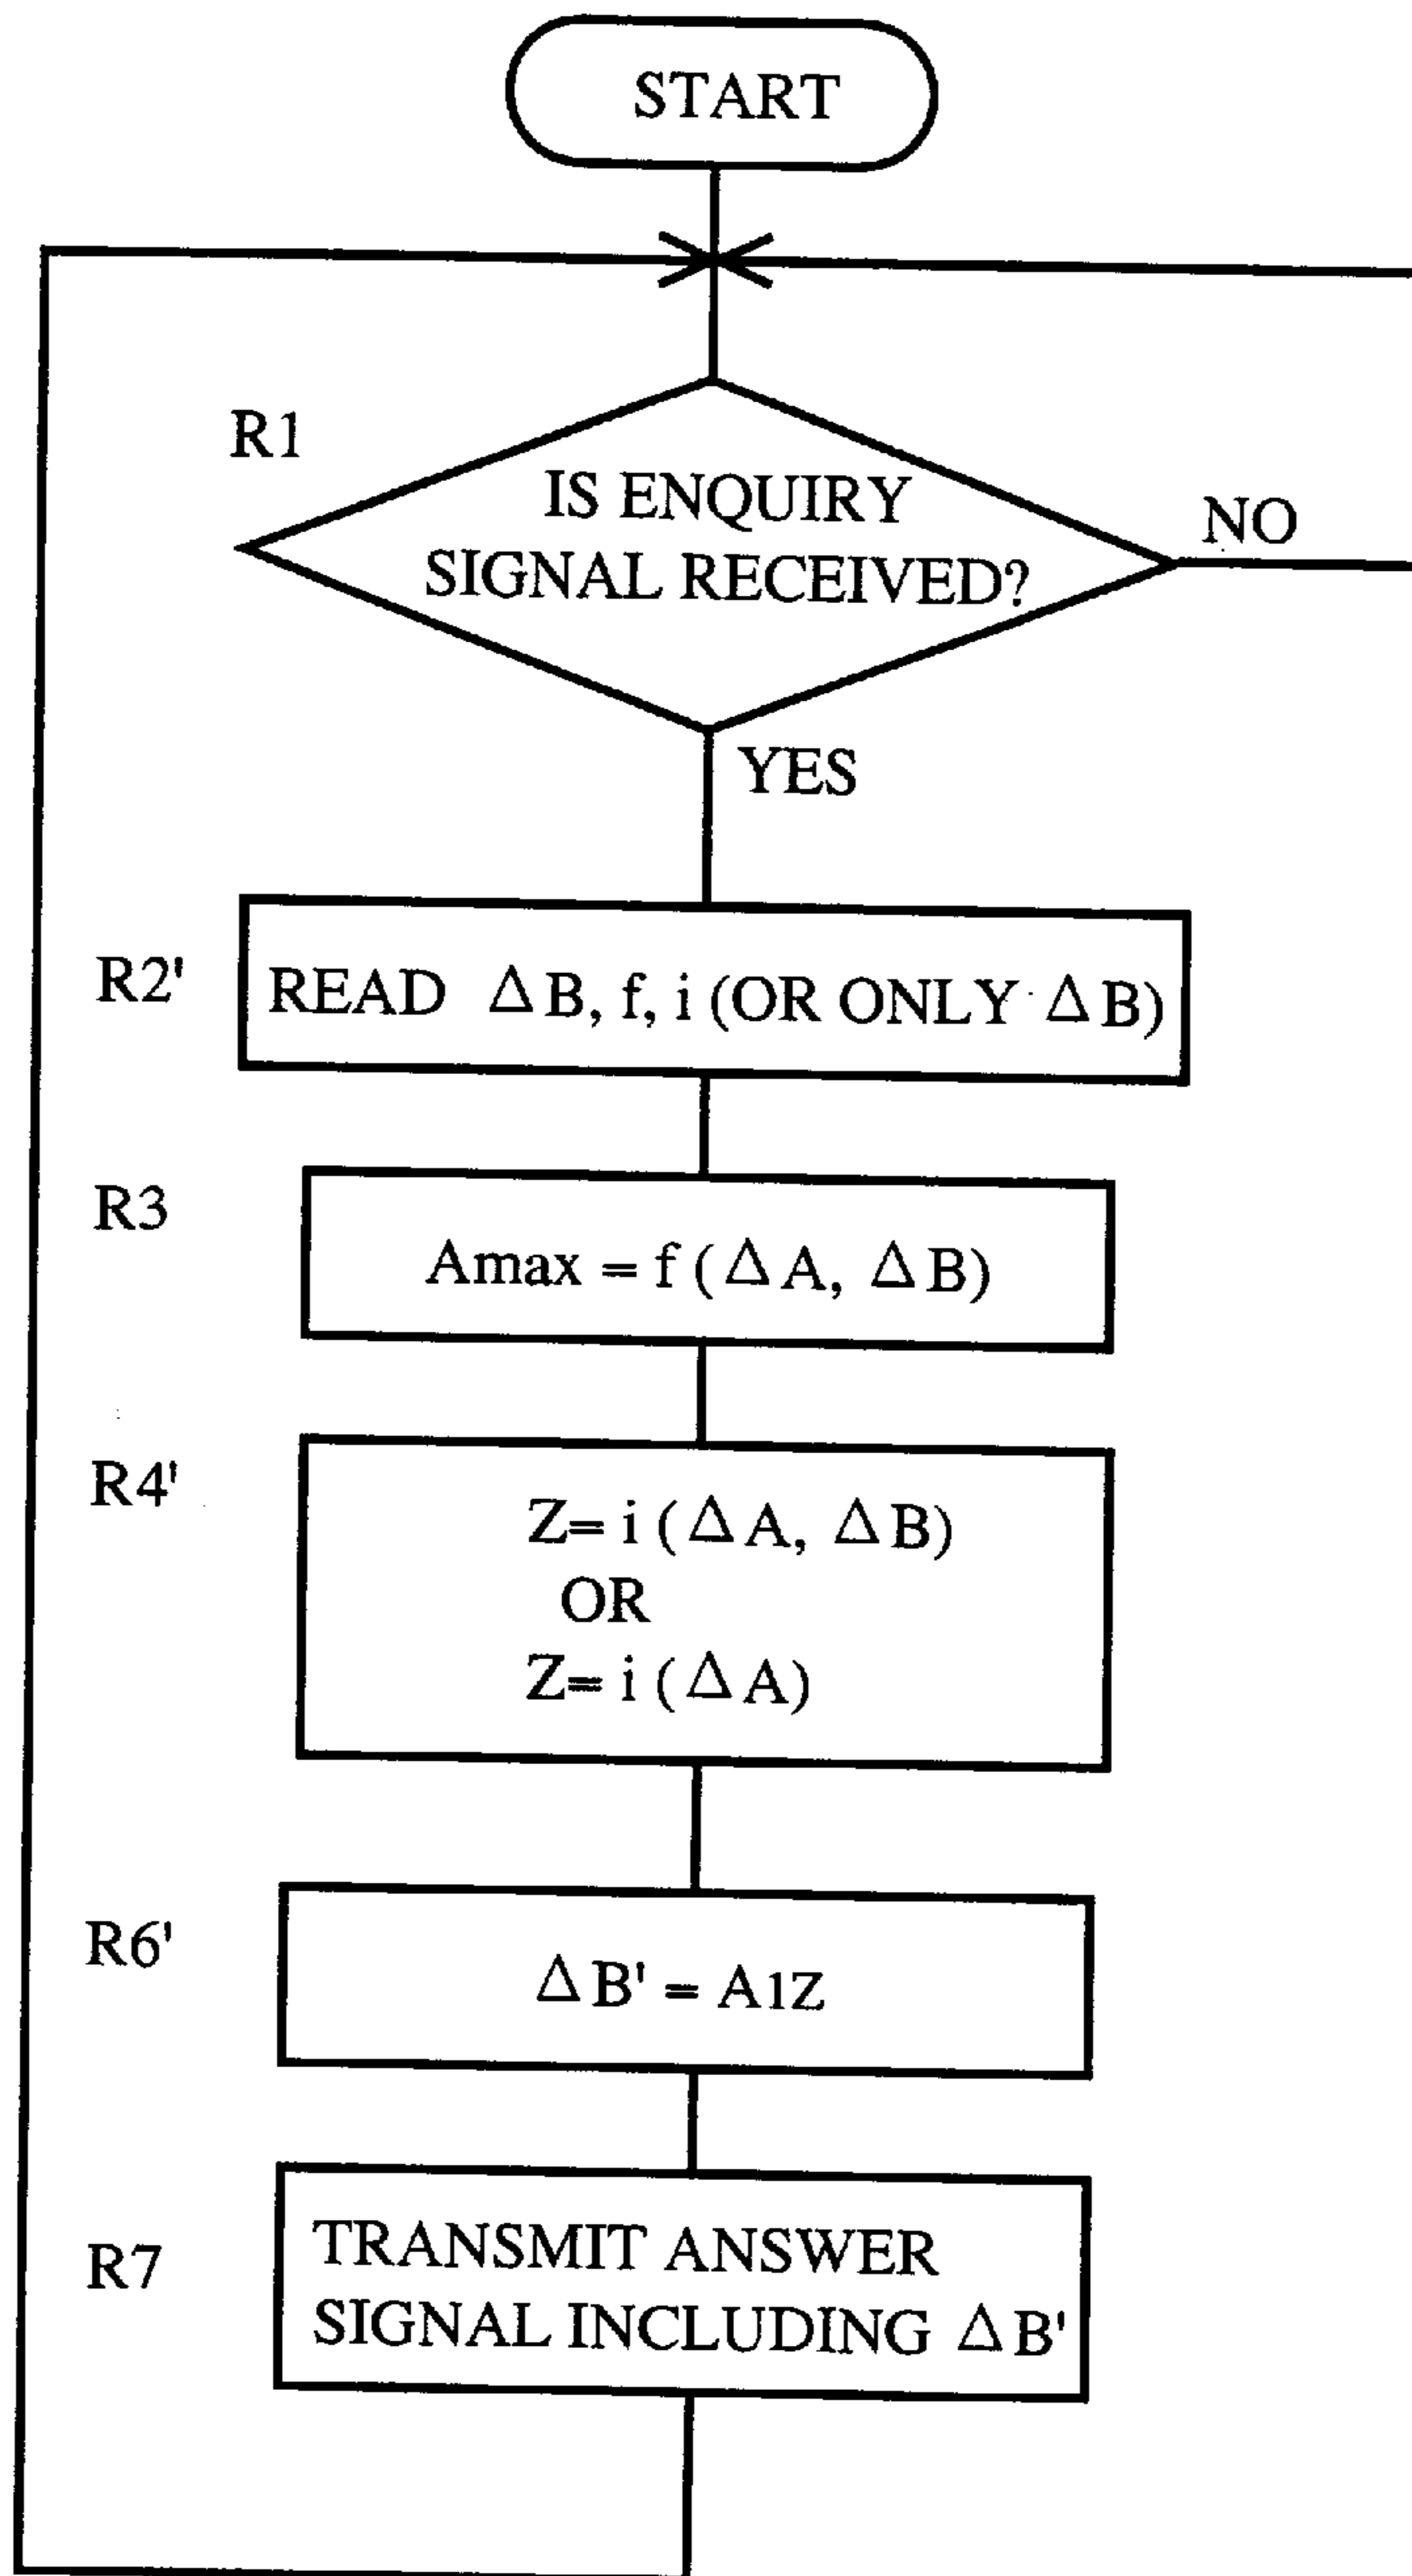 START
R1
IS ENQUIRY
SIGNAL RECEIVED?
NO
YES
R2'
READ ΔB, f, i (OR ONLY ΔB)
R3
Amax = f (ΔA, ΔB)
R4'
Z= i (ΔA, ΔB)
OR
Z= i (ΔA)
R6'
ΔB' = A1Z
R7
TRANSMIT ANSWER
SIGNAL INCLUDING ΔB'